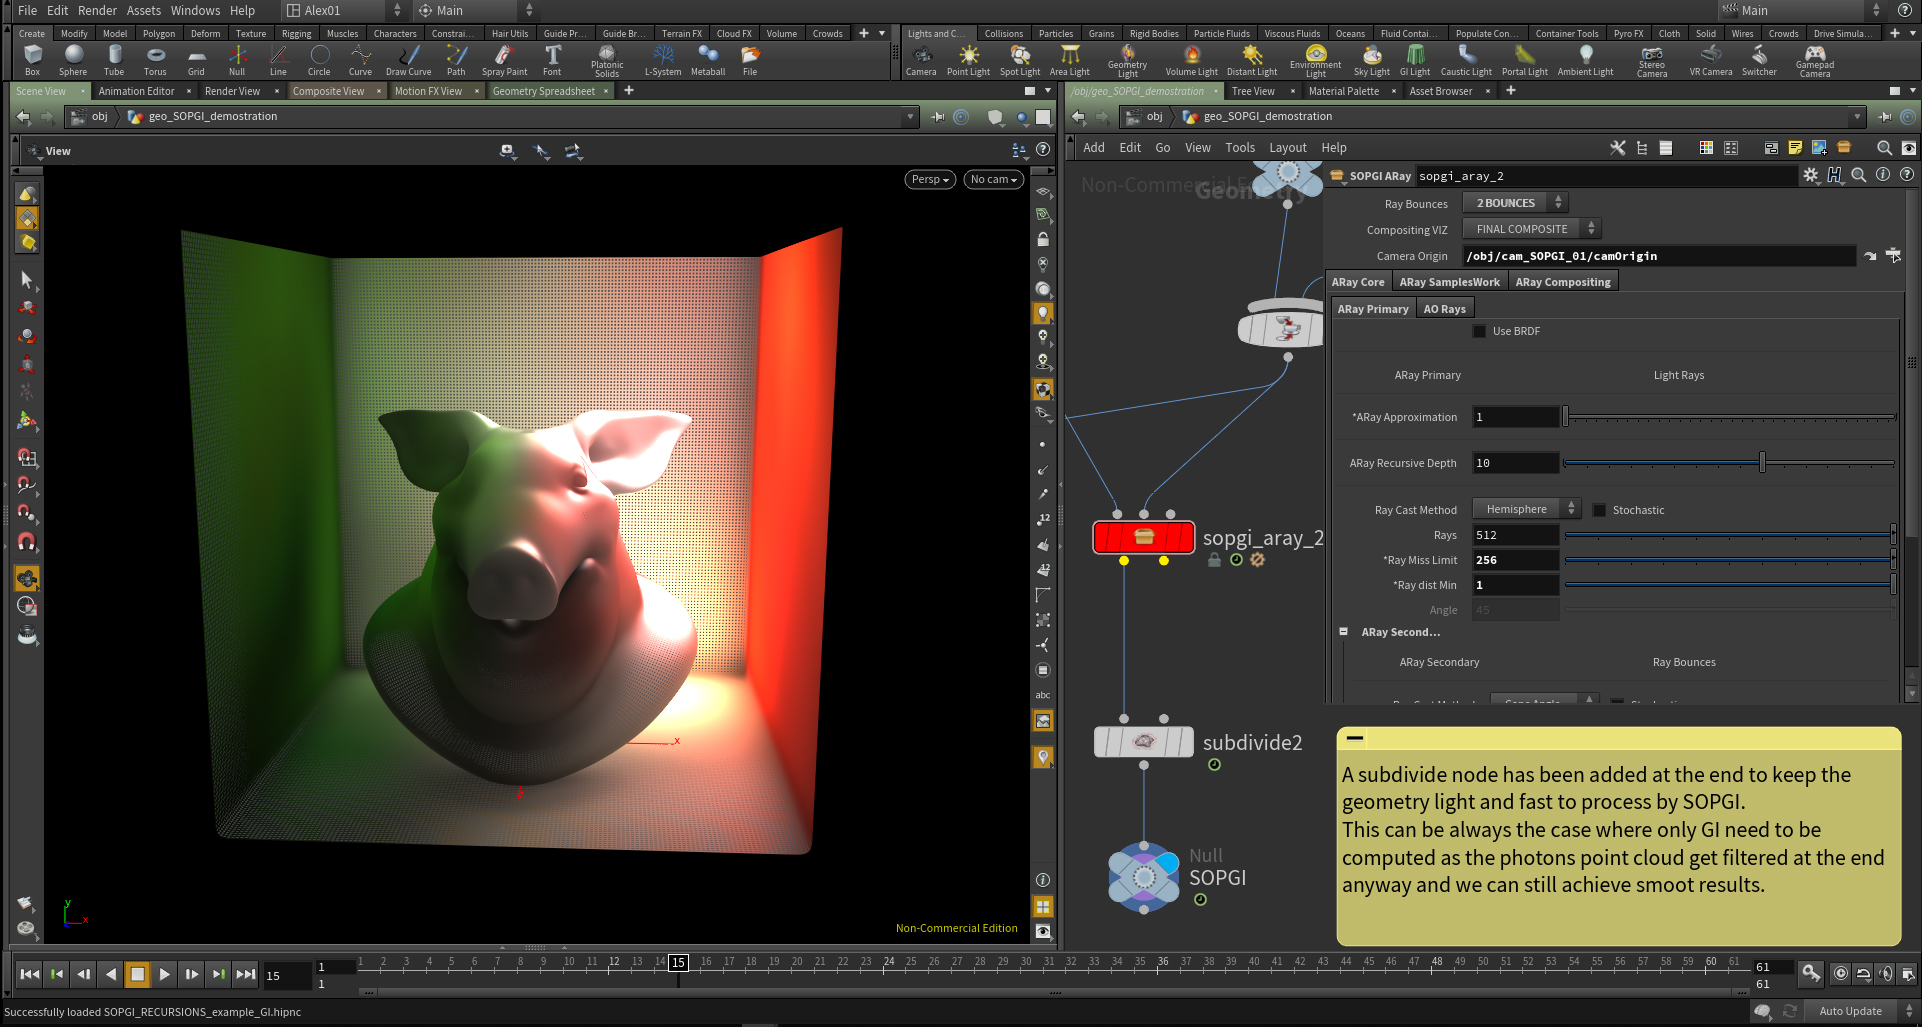 File Edit Render Assets Windows Help Alex01 Main Main
Create Modify Model Polygon Deform Texture Rigging Muscles Characters Constrai... Hair Utils Guide Pr... Guide Br... Terrain FX Cloud FX Volume Crowds
Lights and C... Collisions Particles Grains Rigid Bodies Particle Fluids Viscous Fluids Oceans Fluid Contai... Populate Con... Container Tools Pyro FX Cloth Solid Wires Crowds Drive Simula...
Box Sphere Tube Torus Grid Null Line Circle Curve Draw Curve Path Spray Paint Font Platonic Solids L-System Metaball File
Camera Point Light Spot Light Area Light Geometry Light Volume Light Distant Light Environment Light Sky Light GI Light Caustic Light Portal Light Ambient Light Stereo Camera VR Camera Switcher Gamepad Camera
Scene View Animation Editor Render View Composite View Motion FX View Geometry Spreadsheet
/obj/geo_SOPGI_demostration Tree View Material Palette Asset Browser
obj geo_SOPGI_demostration
obj geo_SOPGI_demostration
View
Add Edit Go View Tools Layout Help
Persp No cam
Non-Commercial Ed
Geometry
SOPGI ARay sopgi_aray_2
Ray Bounces 2 BOUNCES
Compositing VIZ FINAL COMPOSITE
Camera Origin /obj/cam_SOPGI_01/camOrigin
ARay Core ARay SamplesWork ARay Compositing
ARay Primary AO Rays
Use BRDF
ARay Primary Light Rays
*ARay Approximation 1
ARay Recursive Depth 10
Ray Cast Method Hemisphere Stochastic
Rays 512
*Ray Miss Limit 256
*Ray dist Min 1
Angle 45
ARay Second...
ARay Secondary Ray Bounces
sopgi_aray_2
subdivide2
Null
SOPGI
A subdivide node has been added at the end to keep the
geometry light and fast to process by SOPGI.
This can be always the case where only GI need to be
computed as the photons point cloud get filtered at the end
anyway and we can still achieve smoot results.
12
12
abc
x
y
x
Non-Commercial Edition
15 1 1 1 2 3 4 5 6 7 8 9 10 11 12 13 14 15 16 17 18 19 20 21 22 23 24 25 26 27 28 29 30 31 32 33 34 35 36 37 38 39 40 41 42 43 44 45 46 47 48 49 50 51 52 53 54 55 56 57 58 59 60 61 61 61
Successfully loaded SOPGI_RECURSIONS_example_GI.hipnc
Auto Update